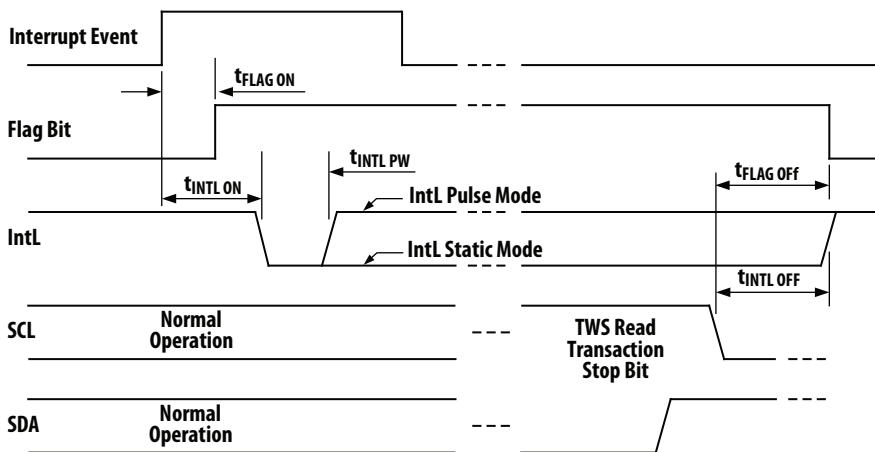 Interrupt Event
tFLAG ON
Flag Bit
tINTL PW
tFLAG OFf
tINTL ON
IntL Pulse Mode
IntL
IntL Static Mode
tINTL OFF
SCL
Normal
Operation
TWS Read
Transaction
Stop Bit
SDA
Normal
Operation